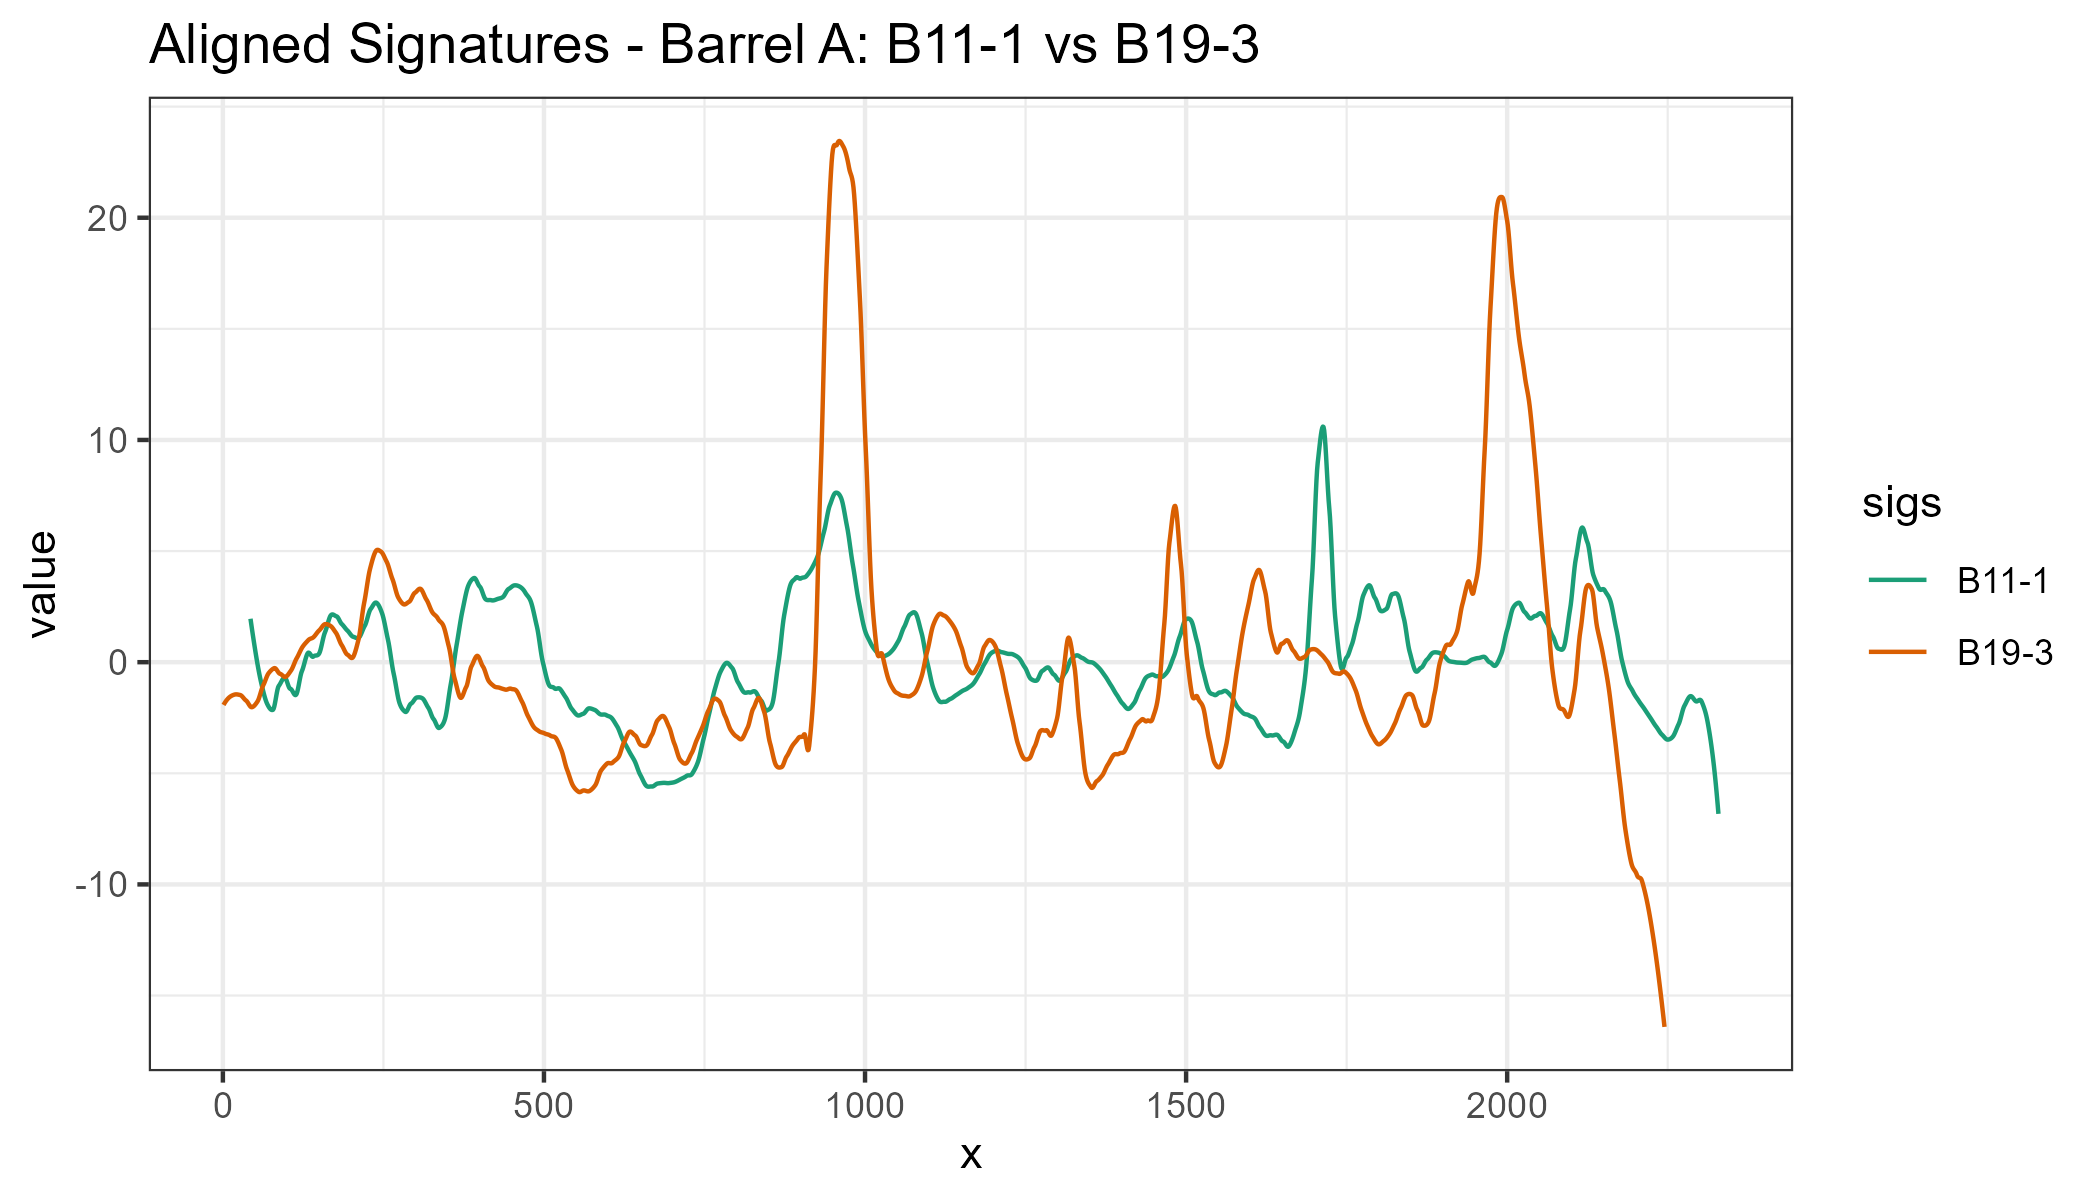 Aligned Signatures - Barrel A: B11-1 vs B19-3
value
20
10
0
-10
0 500 1000 1500 2000
x
sigs
B11-1
B19-3